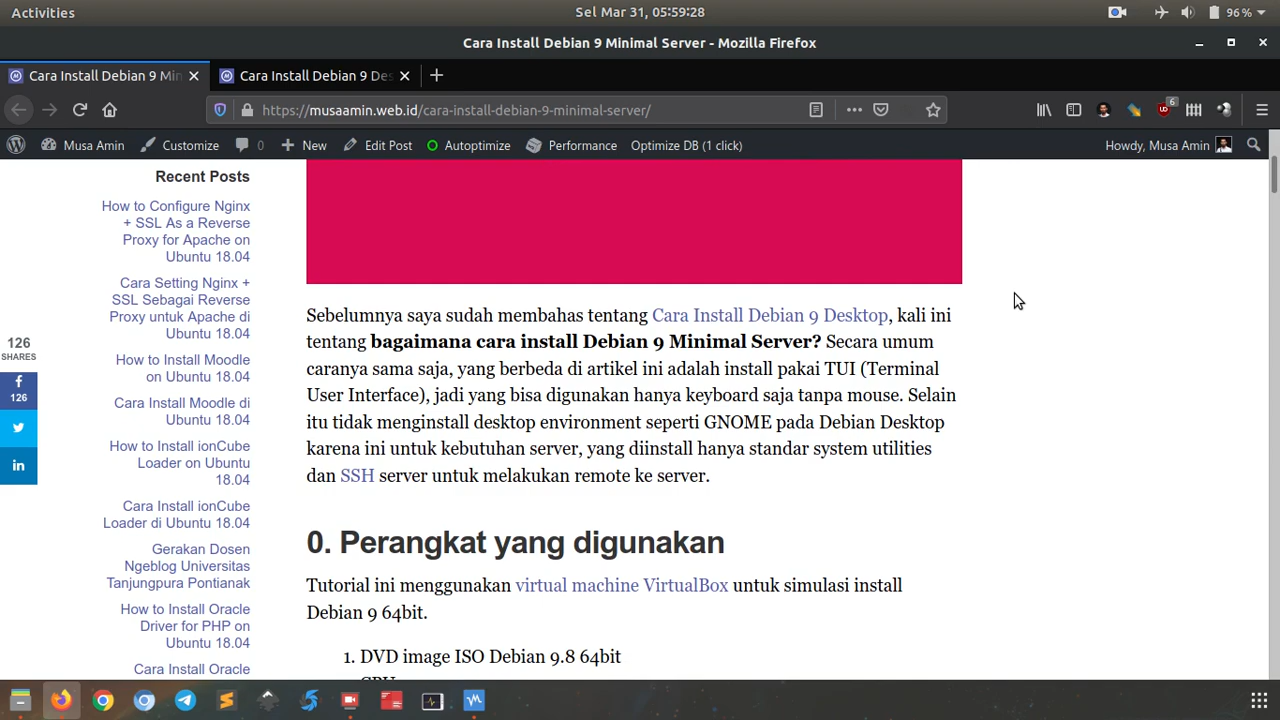 Activities
Sel Mar 31, 05:59:28
96 %
Cara Install Debian 9 Minimal Server - Mozilla Firefox
Cara Install Debian 9 Min
Cara Install Debian 9 Des
https://musaamin.web.id/cara-install-debian-9-minimal-server/
6
Musa Amin
Customize
0
New
Edit Post
Autoptimize
Performance
Optimize DB (1 click)
Howdy, Musa Amin
Recent Posts
How to Configure Nginx
+ SSL As a Reverse
Proxy for Apache on
Ubuntu 18.04
Cara Setting Nginx +
SSL Sebagai Reverse
Proxy untuk Apache di
Ubuntu 18.04
How to Install Moodle
on Ubuntu 18.04
Cara Install Moodle di
Ubuntu 18.04
How to Install ionCube
Loader on Ubuntu
18.04
Cara Install ionCube
Loader di Ubuntu 18.04
Gerakan Dosen
Ngeblog Universitas
Tanjungpura Pontianak
How to Install Oracle
Driver for PHP on
Ubuntu 18.04
Cara Install Oracle
126
SHARES
126
Sebelumnya saya sudah membahas tentang Cara Install Debian 9 Desktop, kali ini
tentang bagaimana cara install Debian 9 Minimal Server? Secara umum
caranya sama saja, yang berbeda di artikel ini adalah install pakai TUI (Terminal
User Interface), jadi yang bisa digunakan hanya keyboard saja tanpa mouse. Selain
itu tidak menginstall desktop environment seperti GNOME pada Debian Desktop
karena ini untuk kebutuhan server, yang diinstall hanya standar system utilities
dan SSH server untuk melakukan remote ke server.
0. Perangkat yang digunakan
Tutorial ini menggunakan virtual machine VirtualBox untuk simulasi install
Debian 9 64bit.
1. DVD image ISO Debian 9.8 64bit